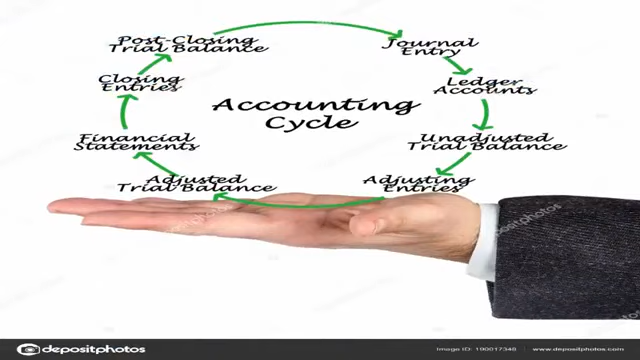 Accounting
Cycle
Journal
Entry
Ledger
Accounts
Unadjusted
Trial Balance
Adjusting
Entries
Adjusted
Trial Balance
Financial
Statements
Closing
Entries
Post-Closing
Trial Balance
depositphotos
depositphotos
Image ID: 190017348 www.depositphotos.com